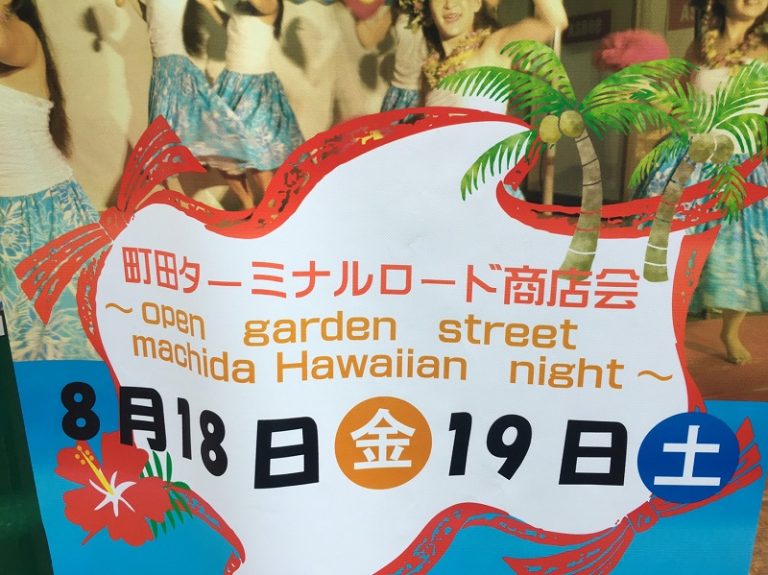 町田ターミナルロード商店会
～open garden street
machida Hawaiian night～
8月18日金19日土